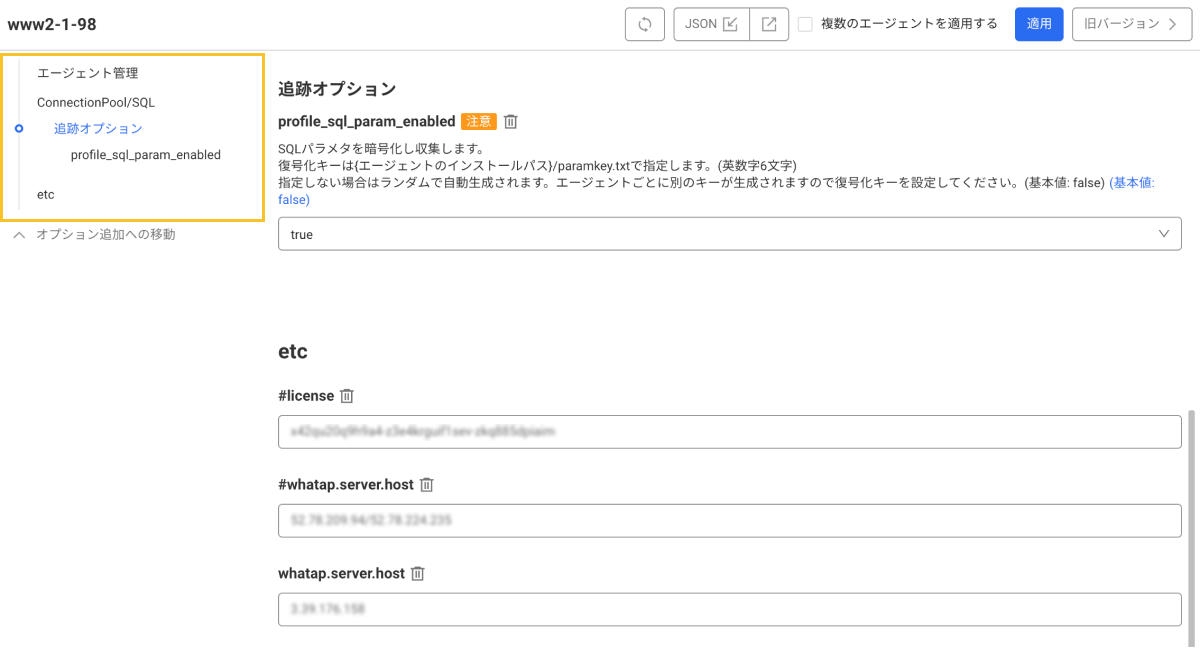 www2-1-98
JSON
複数のエージェントを適用する
適用
旧バージョン
エージェント管理
ConnectionPool/SQL
追跡オプション
profile_sql_param_enabled
etc
オプション追加への移動
追跡オプション
profile_sql_param_enabled 注意
SQLパラメタを暗号化し収集します。
復号化キーは{エージェントのインストールパス}/paramkey.txtで指定します。(英数字6文字)
指定しない場合はランダムで自動生成されます。エージェントごとに別のキーが生成されますので復号化キーを設定してください。(基本値: false) (基本値:
false)
true
etc
#license
#whatap.server.host
whatap.server.host